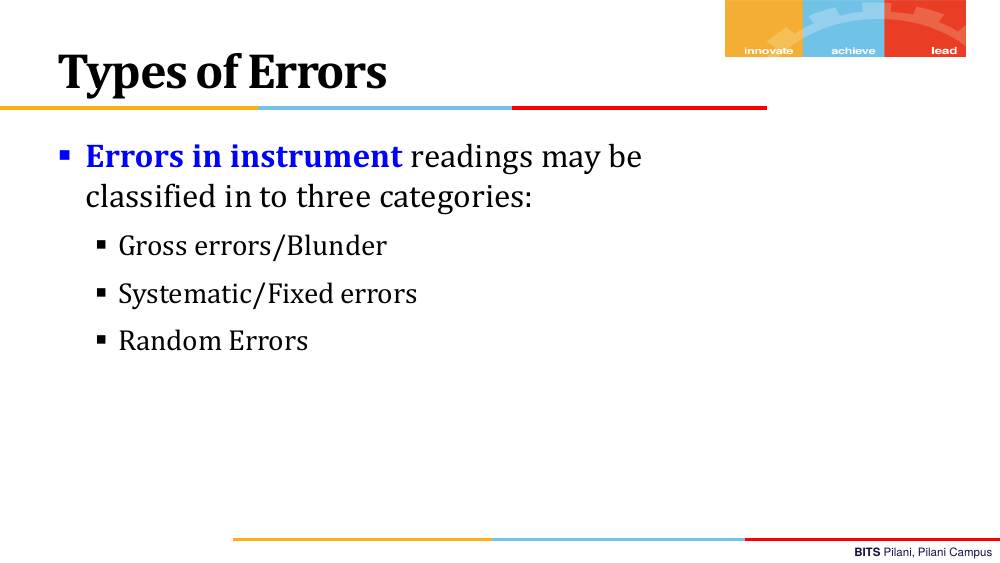 innovate achieve lead
Types of Errors
▪ Errors in instrument readings may be
classified in to three categories:
▪ Gross errors/Blunder
▪ Systematic/Fixed errors
▪ Random Errors
BITS Pilani, Pilani Campus